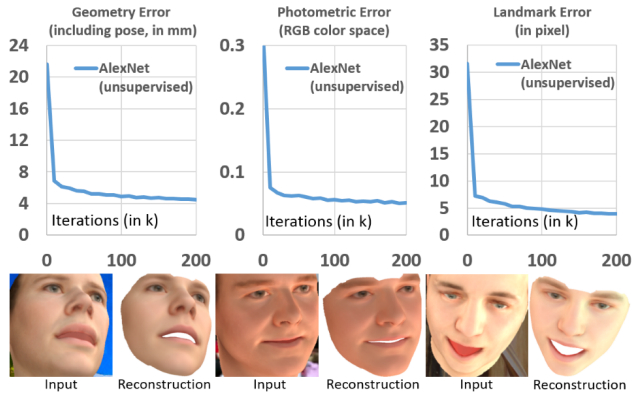 Geometry Error
(including pose, in mm)
24
20
16
12
8
4
0
AlexNet
(unsupervised)
Iterations (in k)
0 100 200
Photometric Error
(RGB color space)
0.3
0.2
0.1
0
AlexNet
(unsupervised)
Iterations (in k)
0 100 200
Landmark Error
(in pixel)
35
30
25
20
15
10
5
0
AlexNet
(unsupervised)
Iterations (in k)
0 100 200
Input Reconstruction Input Reconstruction Input Reconstruction